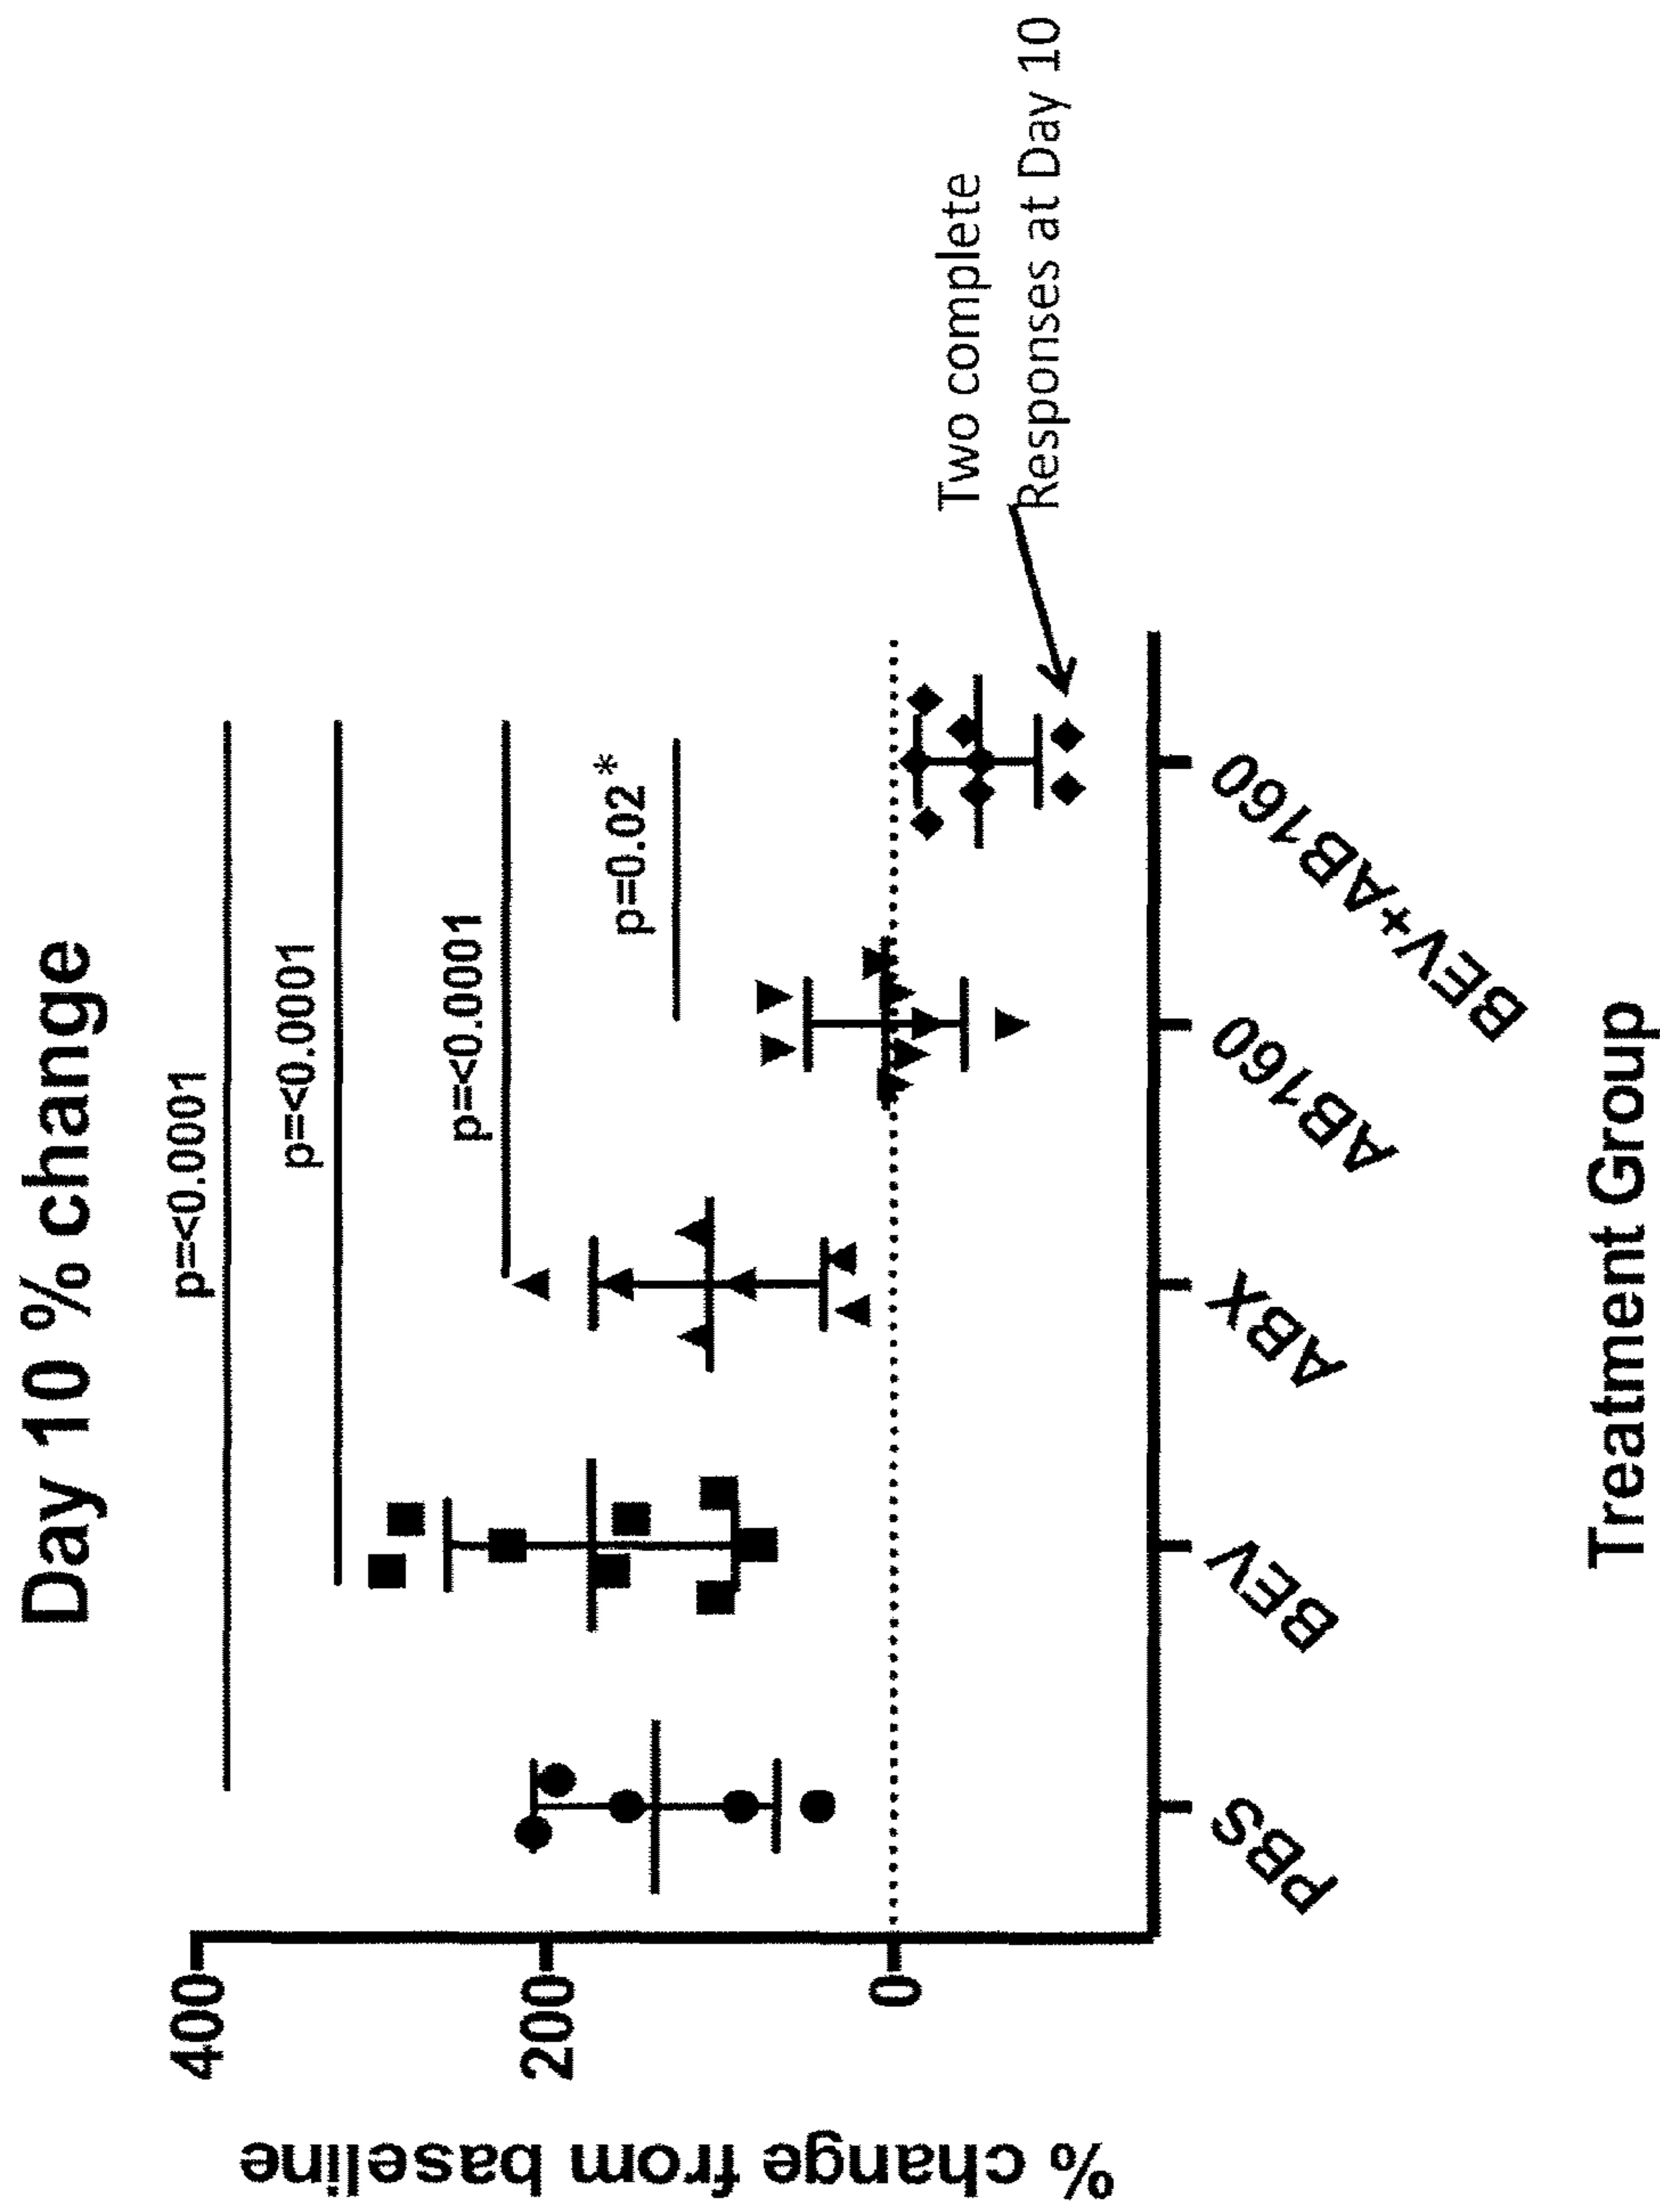 Day 10 % change
p=<0.0001
p=<0.0001
p=<0.0001
p=0.02*
400
200
0
% change from baseline
Two complete
Responses at Day 10
PBS
BEV
ABX
AB160
BEV+AB160
Treatment Group